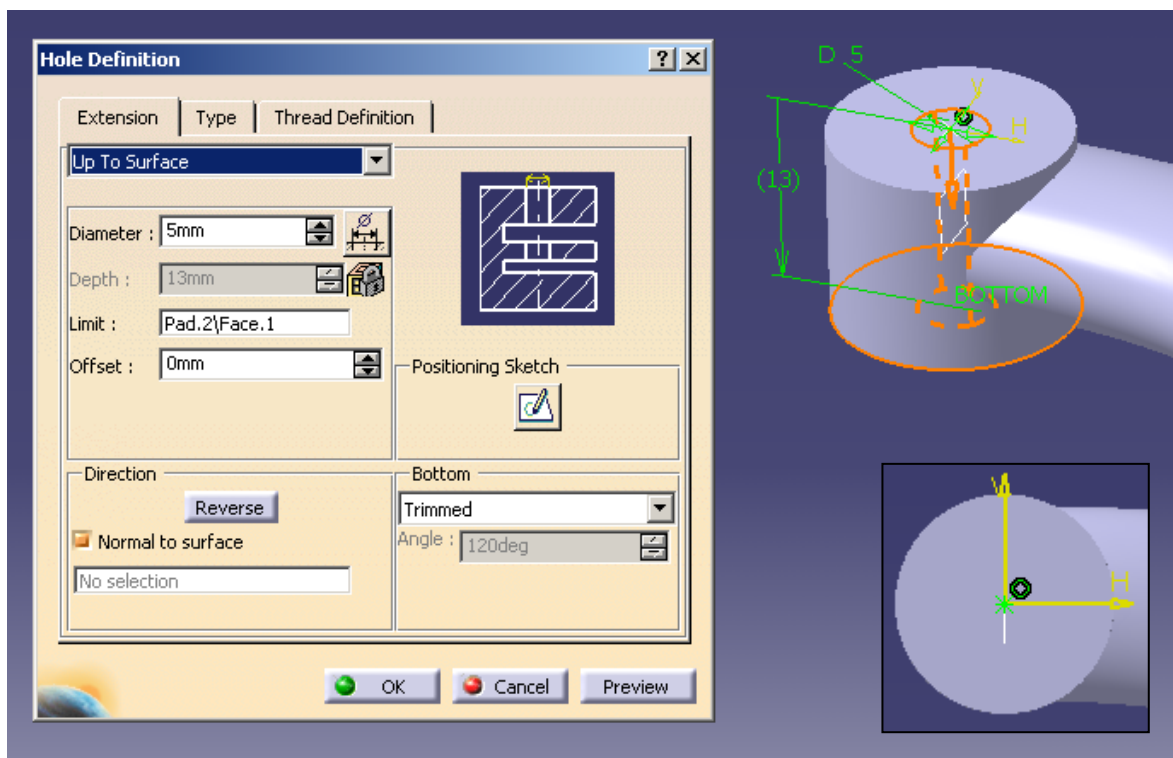 Hole Definition
? X
Extension Type Thread Definition
Up To Surface
Diameter : 5mm
Depth : 13mm
Limit : Pad.2\Face.1
Offset : 0mm
Positioning Sketch
Direction
Reverse
Normal to surface
No selection
Bottom
Trimmed
Angle : 120deg
OK Cancel Preview
D 5
y
H
(13)
BOTTOM
V
H